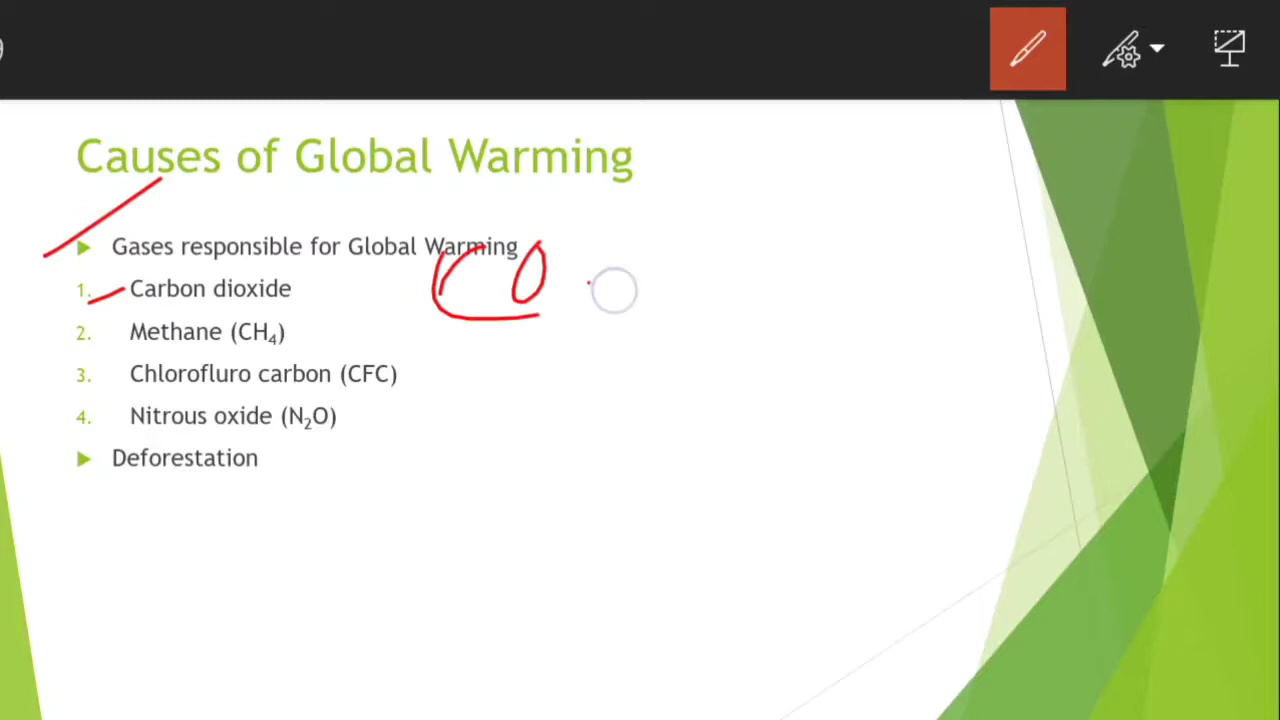 Causes of Global Warming
Gases responsible for Global Warming
1. Carbon dioxide
CO
2. Methane (CH₄)
3. Chlorofluro carbon (CFC)
4. Nitrous oxide (N₂O)
Deforestation